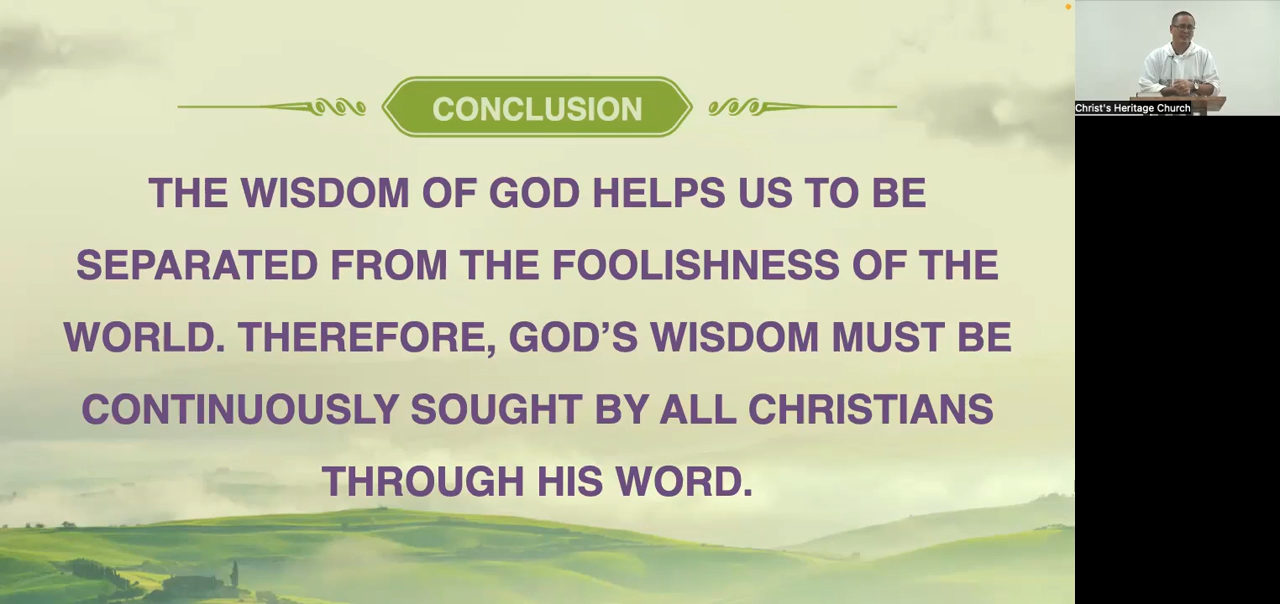 CONCLUSION
THE WISDOM OF GOD HELPS US TO BE
SEPARATED FROM THE FOOLISHNESS OF THE
WORLD. THEREFORE, GOD’S WISDOM MUST BE
CONTINUOUSLY SOUGHT BY ALL CHRISTIANS
THROUGH HIS WORD.
Christ's Heritage Church